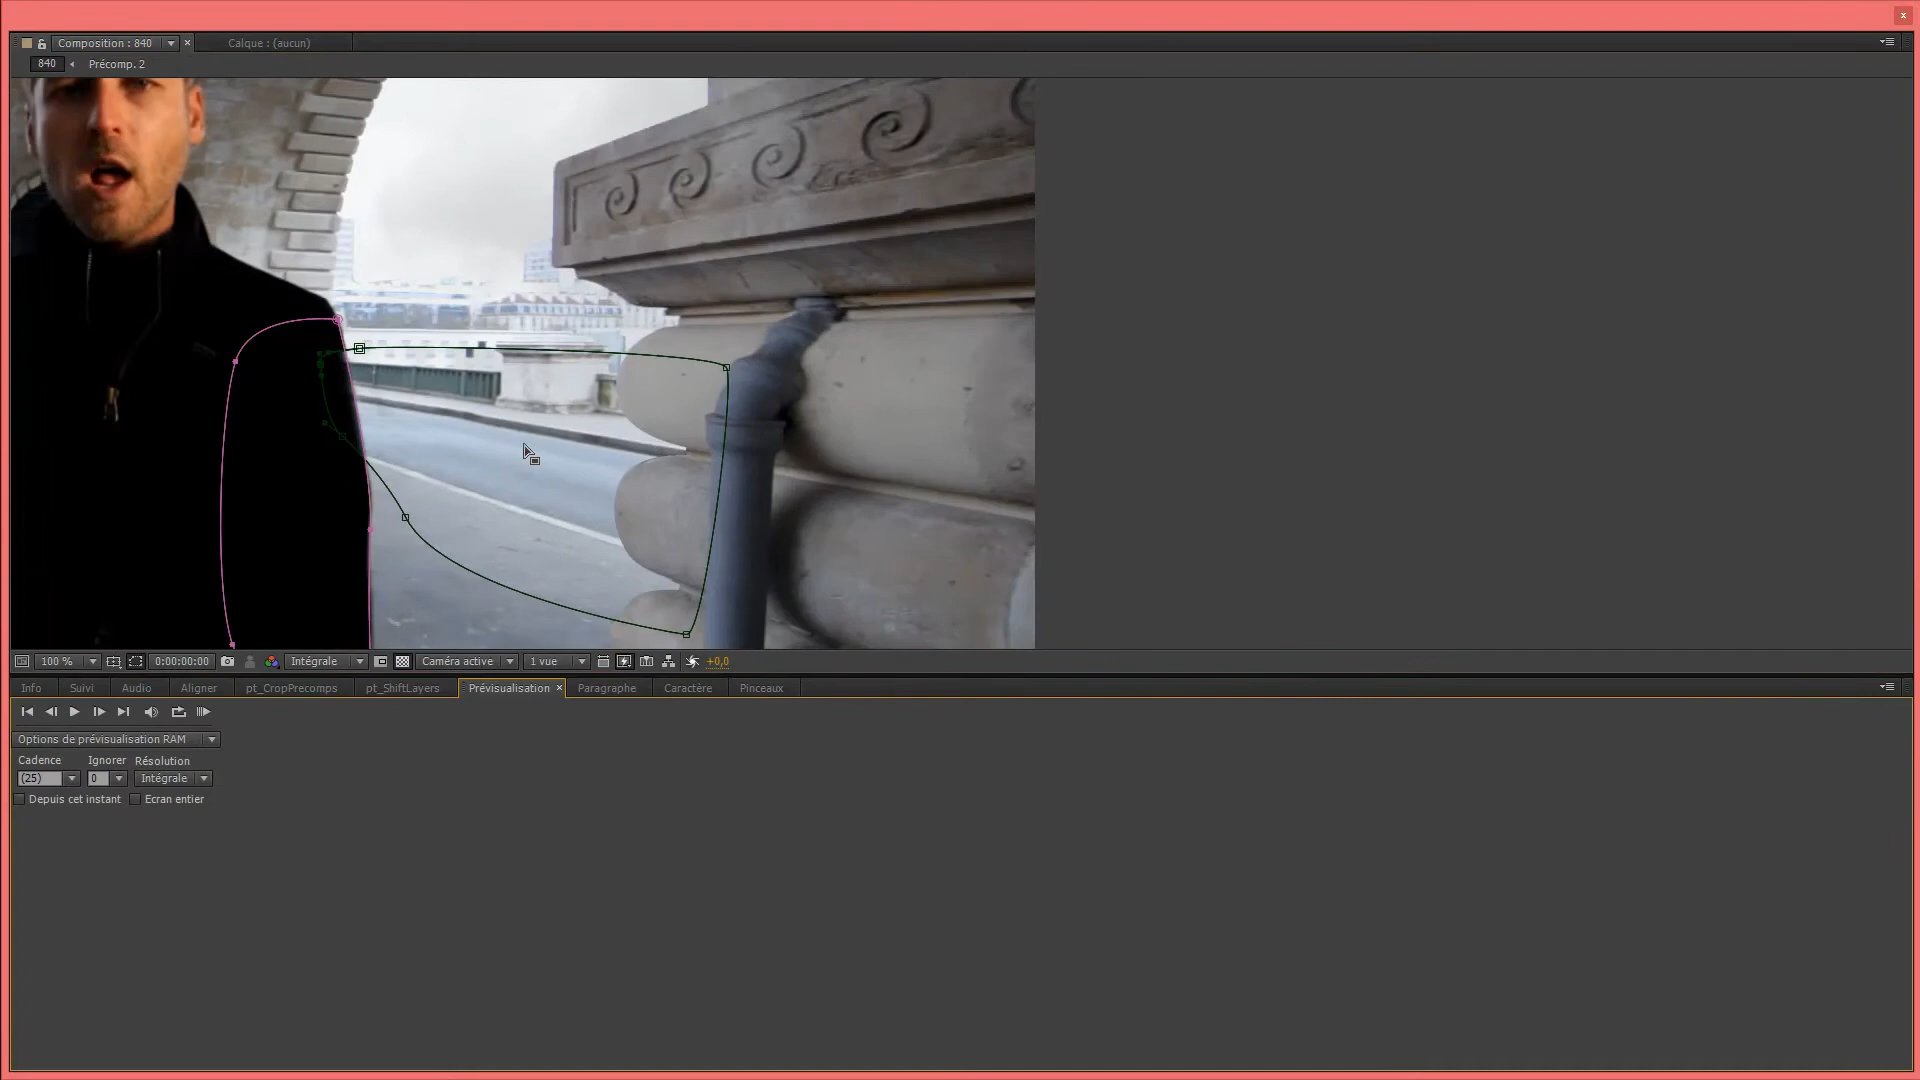 x
Composition : 840 ×
Calque : (aucun)
840 Précomp. 2
100 % 0:00:00:00 Intégrale Caméra active 1 vue +0,0
Info Suivi Audio Aligner pt_CropPrecomps pt_ShiftLayers Prévisualisation × Paragraphe Caractère Pinceaux
Options de prévisualisation RAM
Cadence Ignorer Résolution
(25) 0 Intégrale
Depuis cet instant Ecran entier